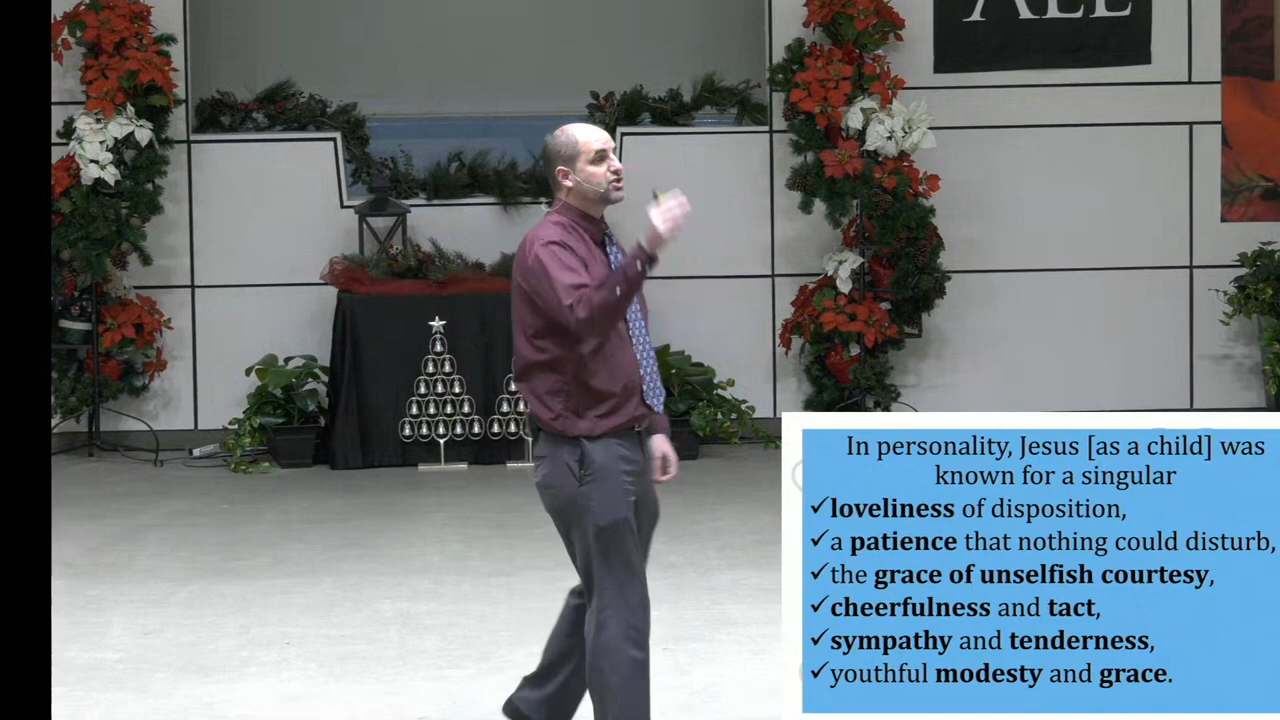 ALL
In personality, Jesus [as a child] was
known for a singular
✓loveliness of disposition,
✓a patience that nothing could disturb,
✓the grace of unselfish courtesy,
✓cheerfulness and tact,
✓sympathy and tenderness,
✓youthful modesty and grace.